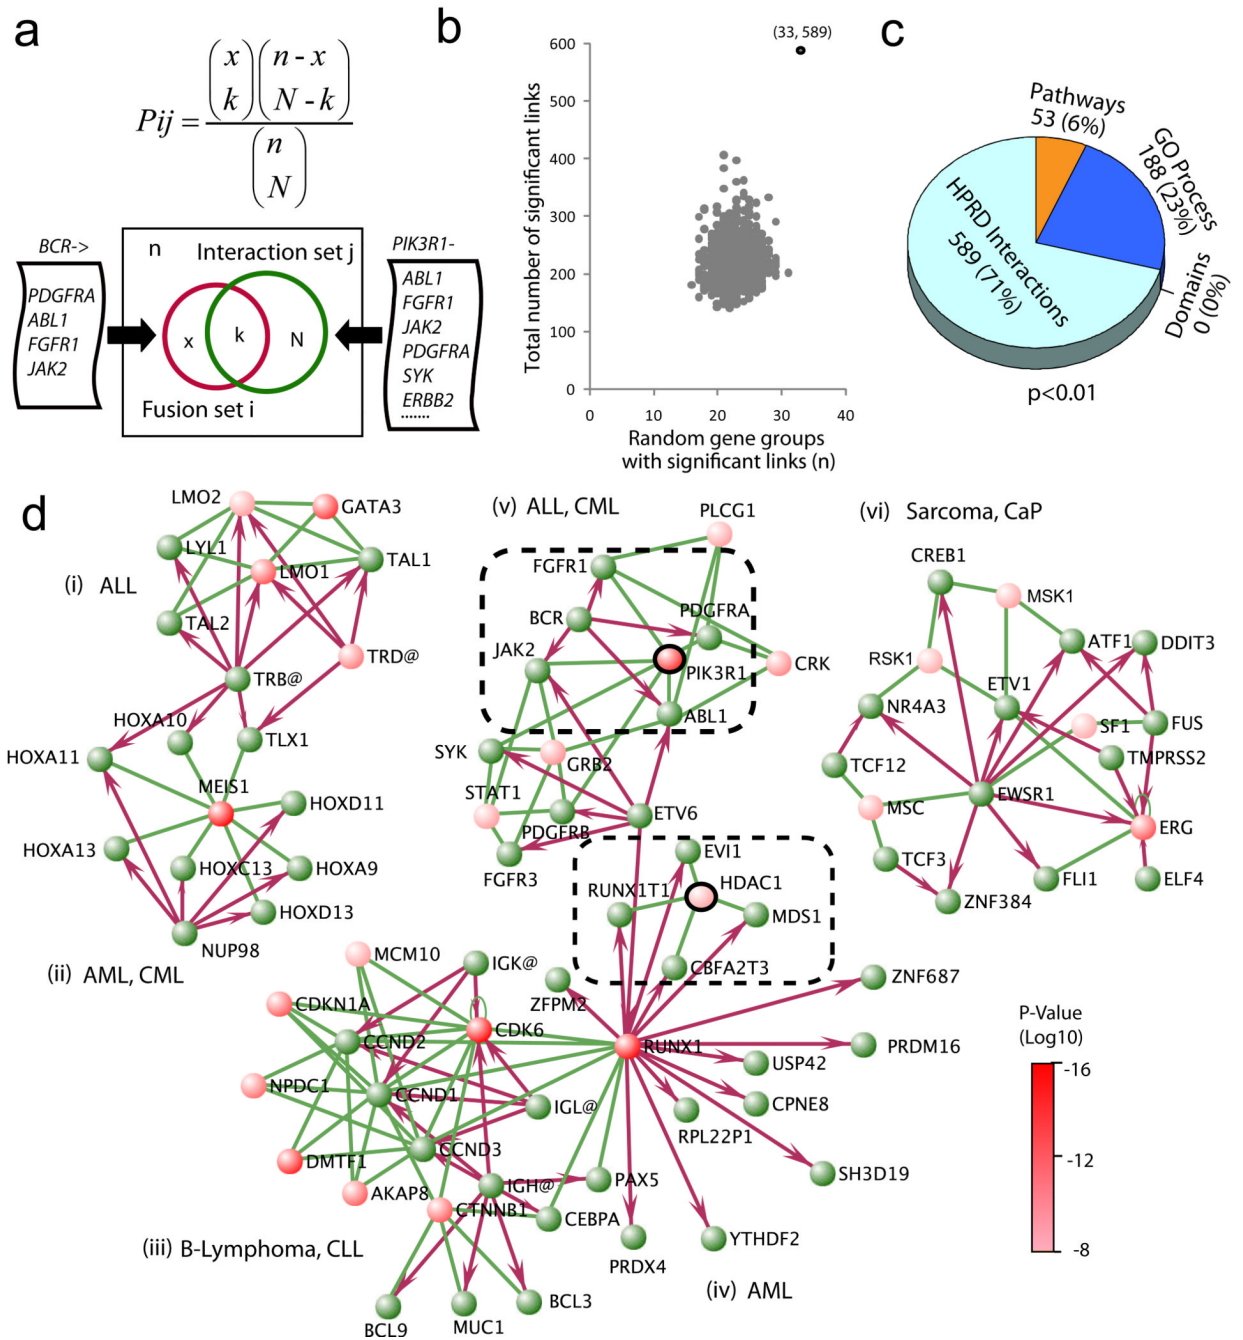 a
Pij =
x
k
n - x
N - k
n
N
BCR->
PDGFRA
ABL1
FGFR1
JAK2
n
Interaction set j
x
k
N
Fusion set i
PIK3R1-
ABL1
FGFR1
JAK2
PDGFRA
SYK
ERBB2
.......
b
(33, 589)
Total number of significant links
600
500
400
300
200
100
0
0
10
20
30
40
Random gene groups
with significant links (n)
c
Pathways
53 (6%)
GO Process
188 (23%)
Domains
0 (0%)
HPRD Interactions
589 (71%)
p<0.01
d
(i) ALL
LMO2
GATA3
LYL1
TAL1
LMO1
TAL2
TRD@
TRB@
HOXA10
TLX1
HOXA11
MEIS1
HOXD11
HOXA13
HOXC13
HOXA9
HOXD13
NUP98
(ii) AML, CML
(v) ALL, CML
PLCG1
FGFR1
BCR
PDGFRA
JAK2
PIK3R1
CRK
ABL1
SYK
GRB2
STAT1
PDGFRB
ETV6
FGFR3
(vi) Sarcoma, CaP
CREB1
MSK1
ATF1
DDIT3
RSK1
ETV1
NR4A3
SF1
FUS
TCF12
TMPRSS2
MSC
EWSR1
ERG
TCF3
FLI1
ELF4
ZNF384
EVI1
RUNX1T1
HDAC1
MDS1
CBFA2T3
ZFPM2
ZNF687
RUNX1
PRDM16
USP42
CPNE8
RPL22P1
SH3D19
YTHDF2
PRDX4
(iv) AML
MCM10
IGK@
CDKN1A
CDK6
CCND2
NPDC1
CCND1
IGL@
CCND3
DMTF1
AKAP8
IGH@
PAX5
CTNNB1
CEBPA
(iii) B-Lymphoma, CLL
BCL9
MUC1
BCL3
P-Value
(Log10)
-16
-12
-8